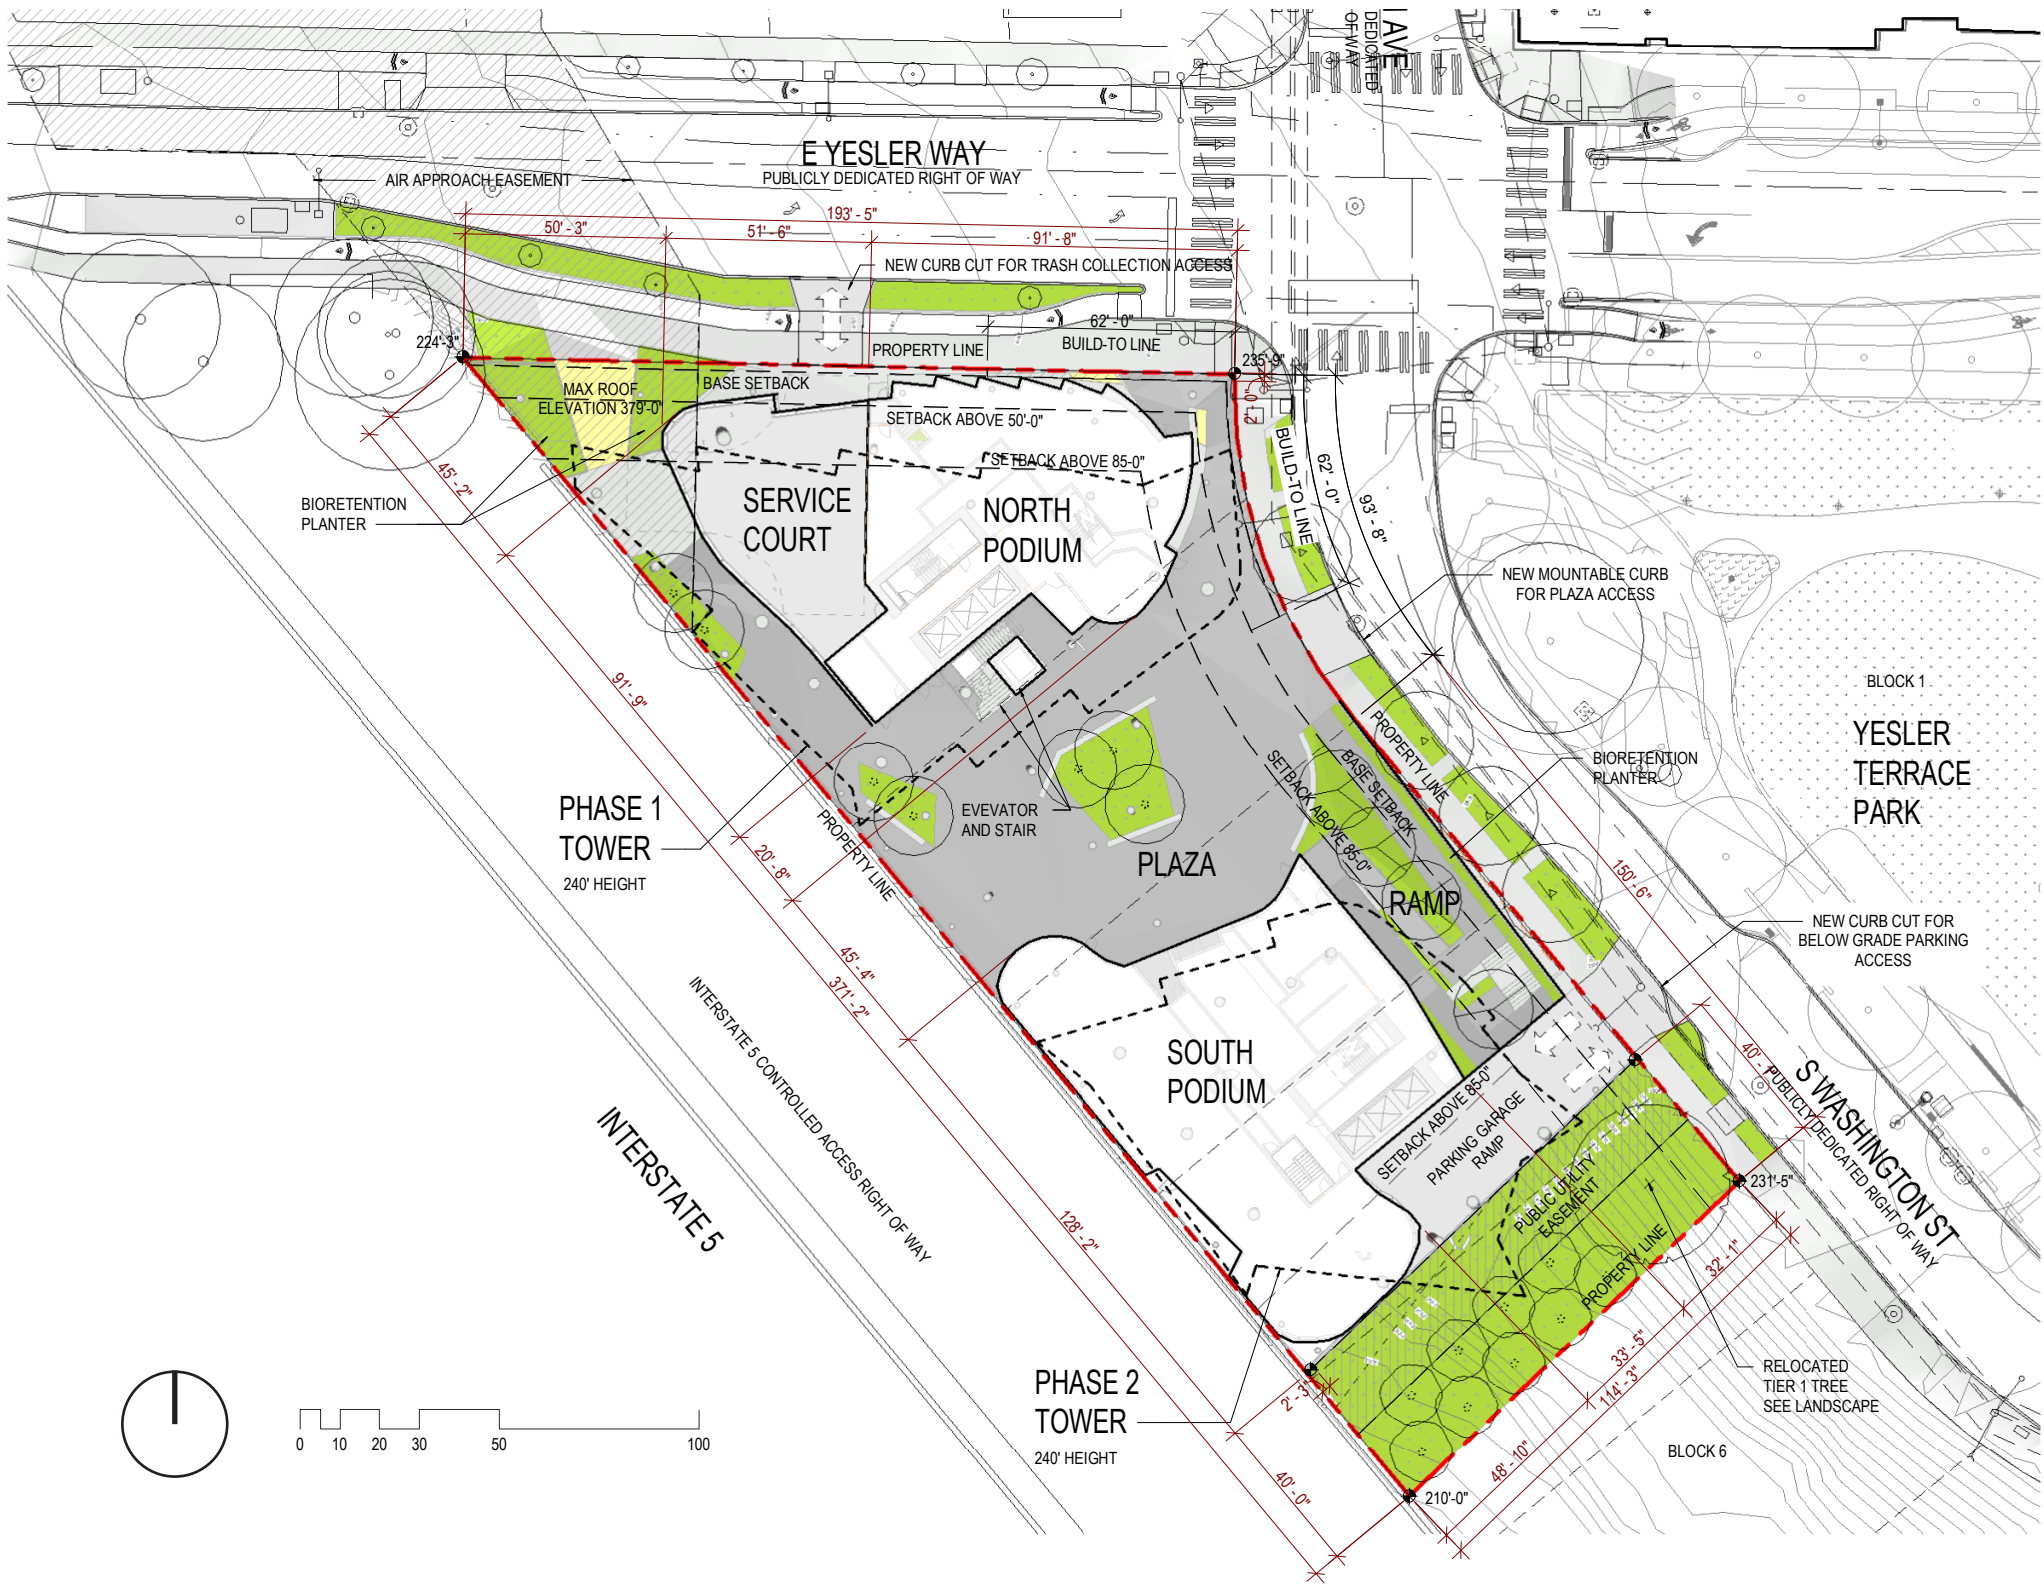 I AVE
DEDICATED
OF WAY
E YESLER WAY
PUBLICLY DEDICATED RIGHT OF WAY
AIR APPROACH EASEMENT
193' - 5"
50' - 3"
51'- 6"
91'- 8"
NEW CURB CUT FOR TRASH COLLECTION ACCESS
62' - 0"
BUILD-TO LINE
PROPERTY LINE
224'-3"
235'-9"
2'- 0"
MAX ROOF
ELEVATION 379'-0"
BASE SETBACK
SETBACK ABOVE 50'-0"
SETBACK ABOVE 85-0"
BUILD-TO LINE
62' - 0"
93' - 8"
45' - 2"
BIORETENTION
PLANTER
SERVICE
COURT
NORTH
PODIUM
NEW MOUNTABLE CURB
FOR PLAZA ACCESS
BLOCK 1
YESLER
TERRACE
PARK
91' - 9"
PROPERTY LINE
BIORETENTION
PLANTER
BASE SETBACK
SETBACK ABOVE 85-0"
PHASE 1
TOWER
240' HEIGHT
EVEVATOR
AND STAIR
PROPERTY LINE
PLAZA
RAMP
150'- 6"
20' - 8"
45' - 4"
371' - 2"
NEW CURB CUT FOR
BELOW GRADE PARKING
ACCESS
INTERSTATE 5 CONTROLLED ACCESS RIGHT OF WAY
INTERSTATE 5
SOUTH
PODIUM
SETBACK ABOVE 85-0"
PARKING GARAGE
RAMP
S WASHINGTON ST
PUBLICLY DEDICATED RIGHT OF WAY
PUBLIC UTILITY
EASEMENT
PROPERTY LINE
231'-5"
128' - 2"
32' - 1"
33' - 5"
114' - 3"
48' - 10"
2' - 3"
40' - 0"
PHASE 2
TOWER
240' HEIGHT
RELOCATED
TIER 1 TREE
SEE LANDSCAPE
BLOCK 6
210'-0"
0 10 20 30 50 100